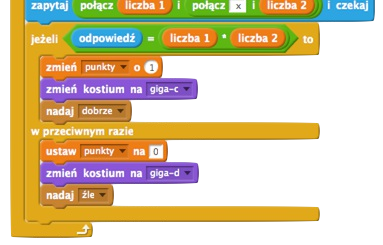 zapytaj połącz liczba 1 i połącz x i liczba 2 i czekaj
jeżeli odpowiedź = liczba 1 * liczba 2 to
zmień punkty o 1
zmień kostium na giga-c
nadaj dobrze
w przeciwnym razie
ustaw punkty na 0
zmień kostium na giga-d
nadaj źle